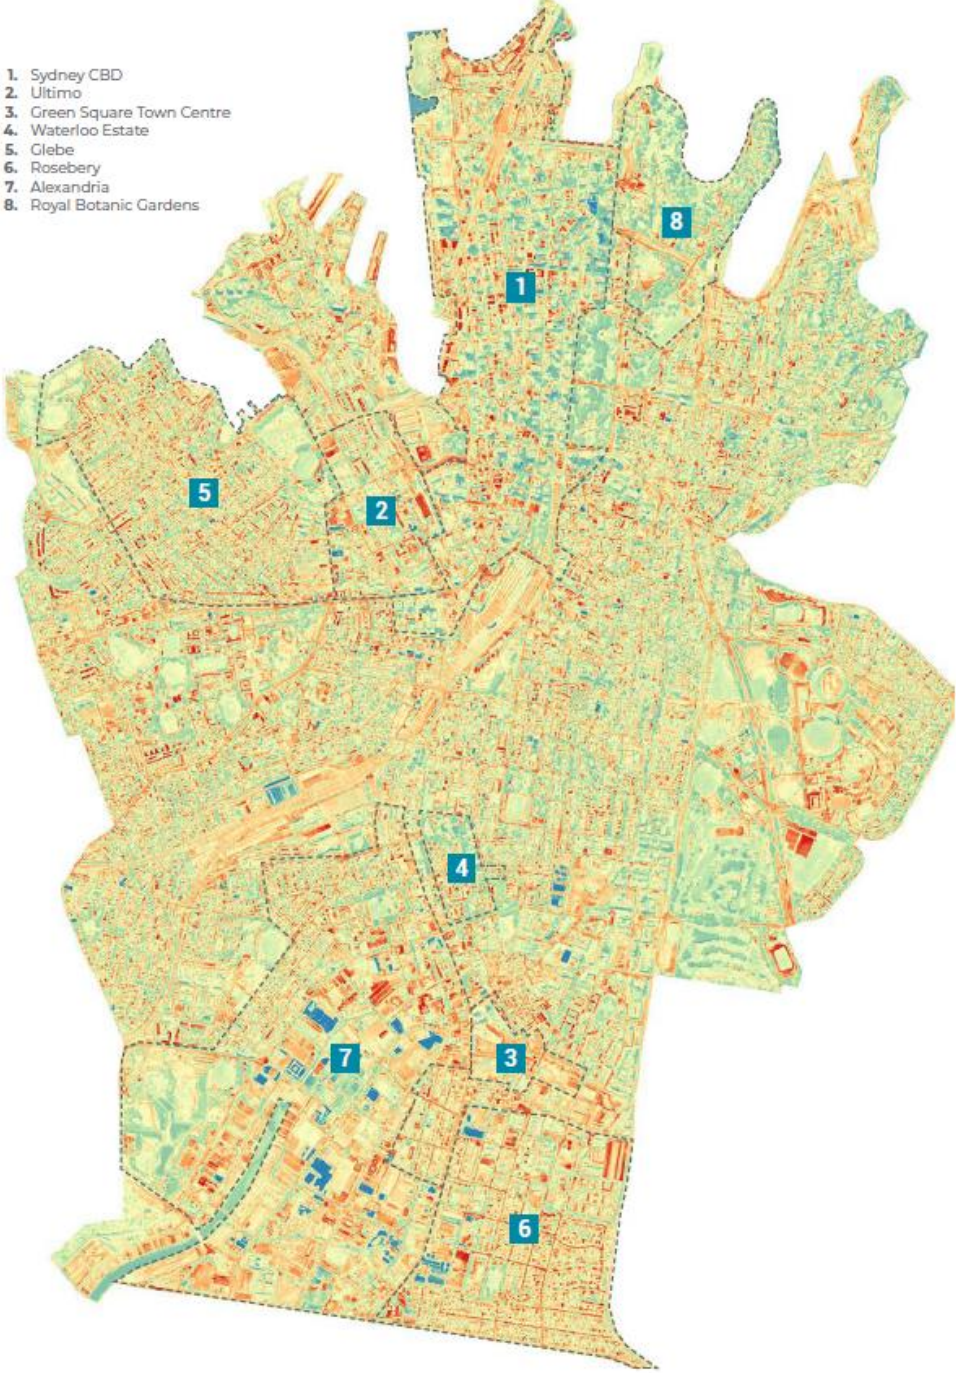 1. Sydney CBD
2. Ultimo
3. Green Square Town Centre
4. Waterloo Estate
5. Glebe
6. Rosebery
7. Alexandria
8. Royal Botanic Gardens
8
1
5
2
4
3
7
6